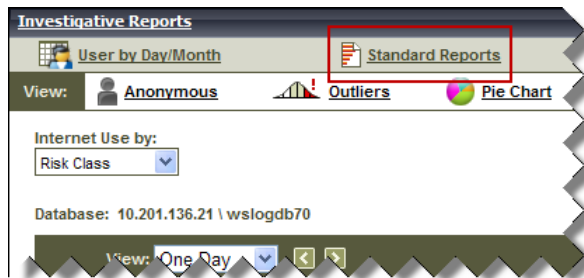 Investigative Reports
User by Day/Month Standard Reports
View: Anonymous Outliers Pie Chart
Internet Use by:
Risk Class
Database: 10.201.136.21 \ wslogdb70
View: One Day